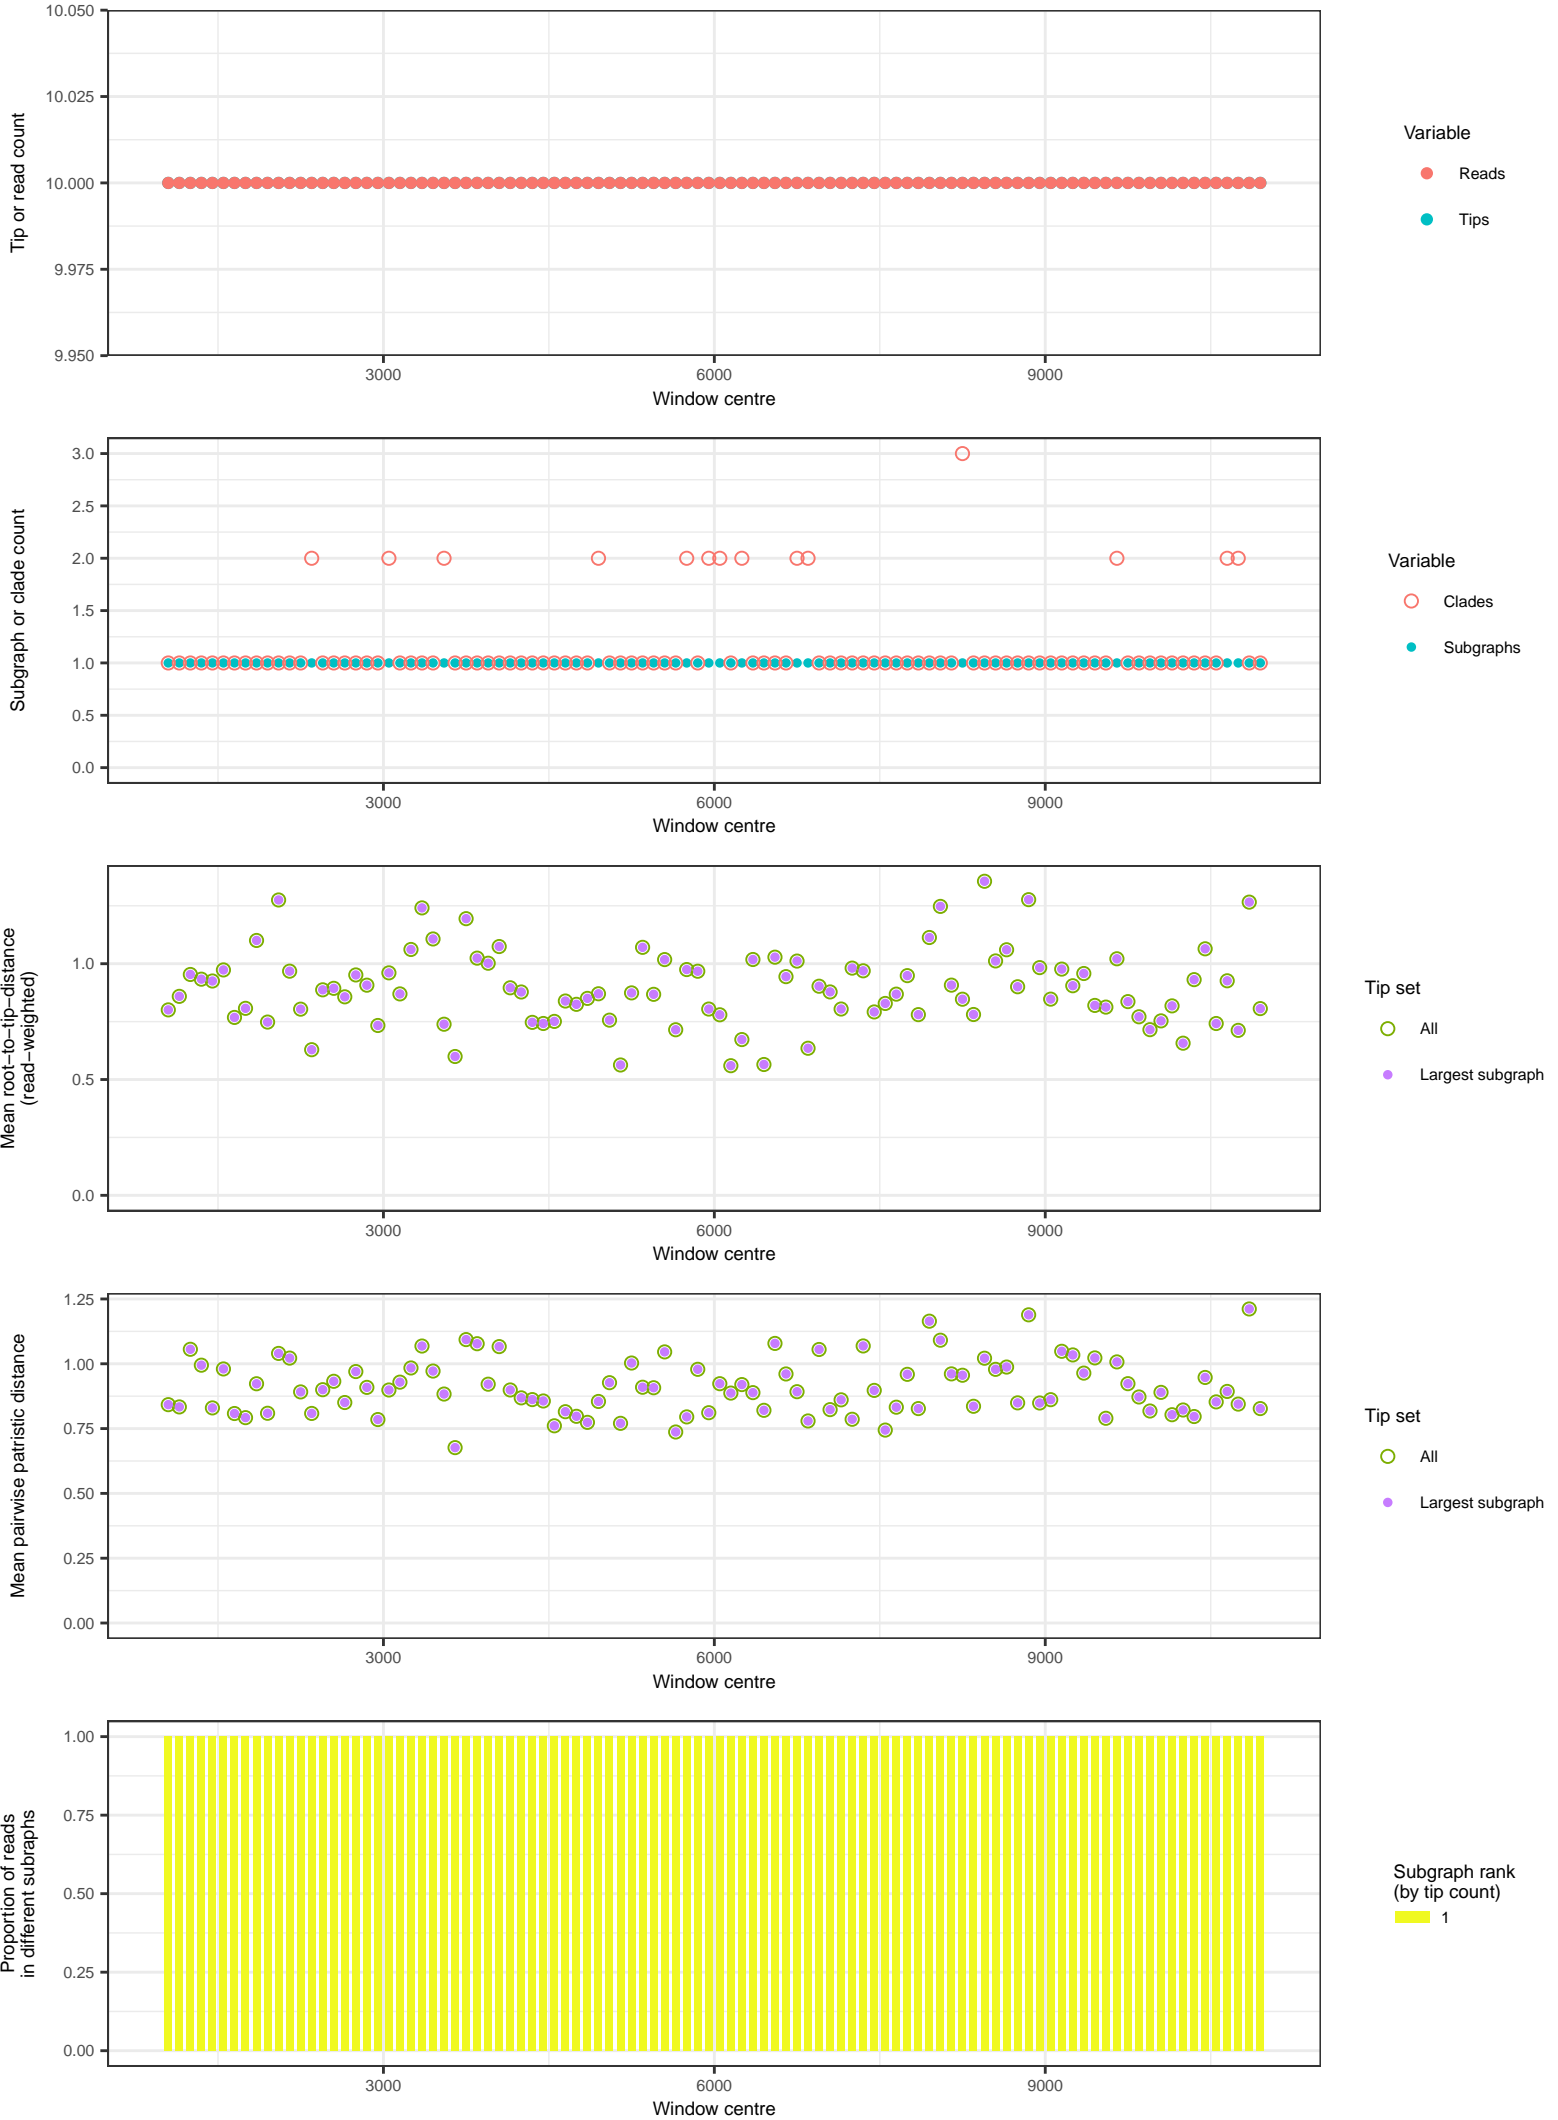 10.050
10.025
10.000
9.975
9.950
Tip or read count
3000
6000
9000
Window centre
Variable
Reads
Tips
3.0
2.5
2.0
1.5
1.0
0.5
0.0
Subgraph or clade count
3000
6000
9000
Window centre
Variable
Clades
Subgraphs
1.0
0.5
0.0
Mean root−to−tip−distance
(read−weighted)
3000
6000
9000
Window centre
Tip set
All
Largest subgraph
1.25
1.00
0.75
0.50
0.25
0.00
Mean pairwise patristic distance
3000
6000
9000
Window centre
Tip set
All
Largest subgraph
1.00
0.75
0.50
0.25
0.00
Proportion of reads
in different subraphs
3000
6000
9000
Window centre
Subgraph rank
(by tip count)
1